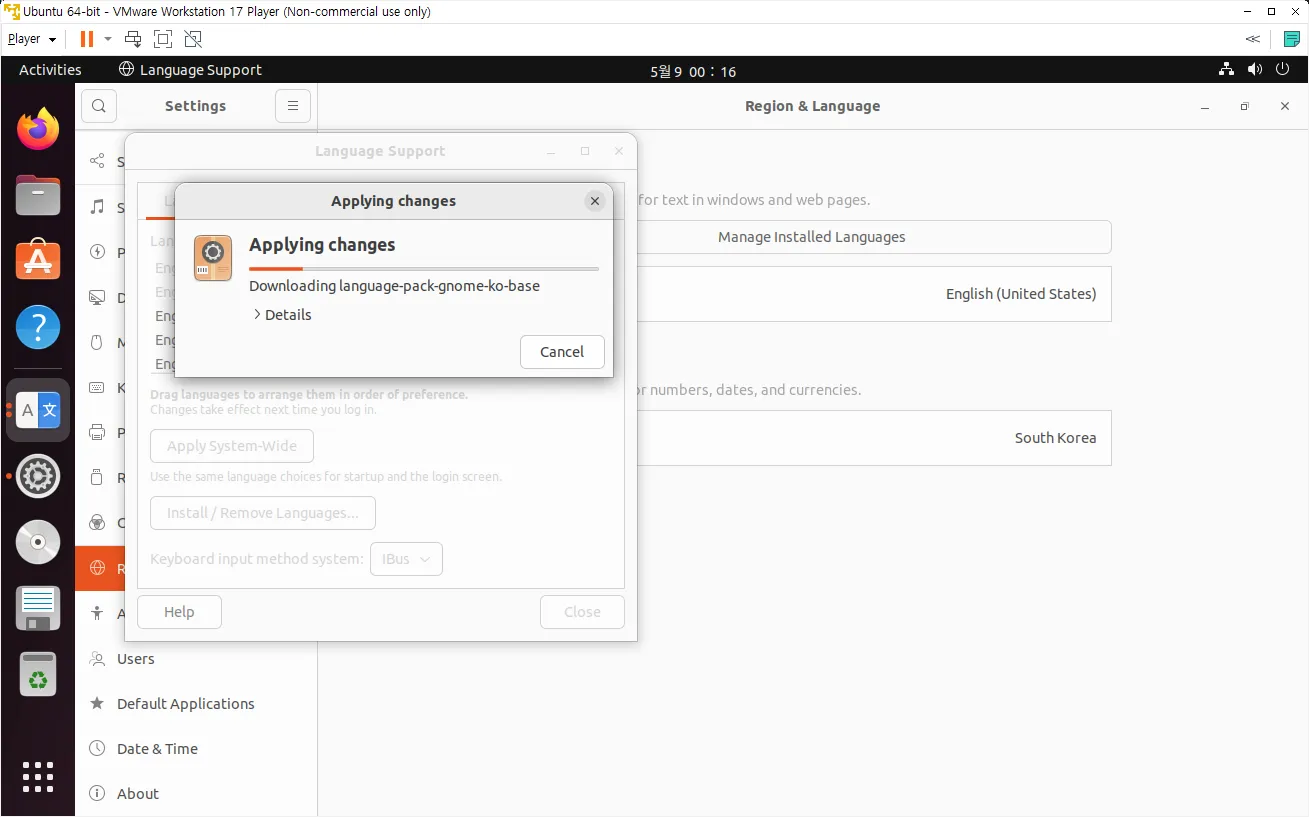 Ubuntu 64-bit - VMware Workstation 17 Player (Non-commercial use only)
Player
Activities
Language Support
5월 9 00 : 16
Settings
Region & Language
Language Support
for text in windows and web pages.
Manage Installed Languages
English (United States)
Applying changes
Applying changes
Downloading language-pack-gnome-ko-base
Details
Cancel
Drag languages to arrange them in order of preference.
Changes take effect next time you log in.
or numbers, dates, and currencies.
Apply System-Wide
South Korea
Use the same language choices for startup and the login screen.
Install / Remove Languages...
Keyboard input method system:
IBus
Help
Close
Users
Default Applications
Date & Time
About